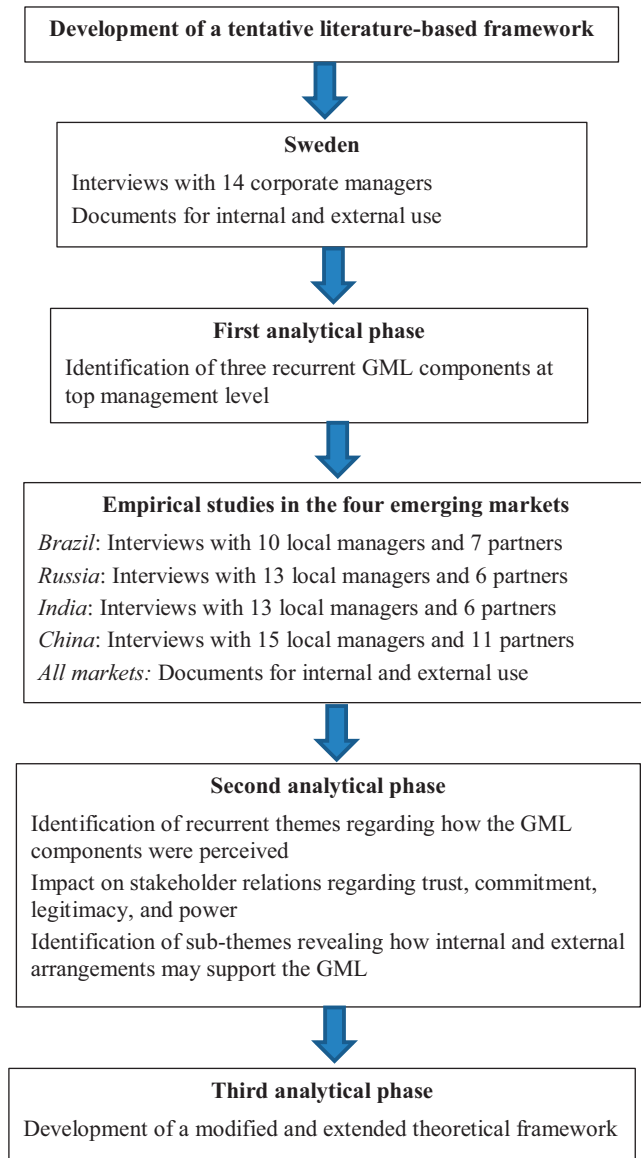 Development of a tentative literature-based framework
Sweden
Interviews with 14 corporate managers
Documents for internal and external use
First analytical phase
Identification of three recurrent GML components at
top management level
Empirical studies in the four emerging markets
Brazil: Interviews with 10 local managers and 7 partners
Russia: Interviews with 13 local managers and 6 partners
India: Interviews with 13 local managers and 6 partners
China: Interviews with 15 local managers and 11 partners
All markets: Documents for internal and external use
Second analytical phase
Identification of recurrent themes regarding how the GML
components were perceived
Impact on stakeholder relations regarding trust, commitment,
legitimacy, and power
Identification of sub-themes revealing how internal and external
arrangements may support the GML
Third analytical phase
Development of a modified and extended theoretical framework